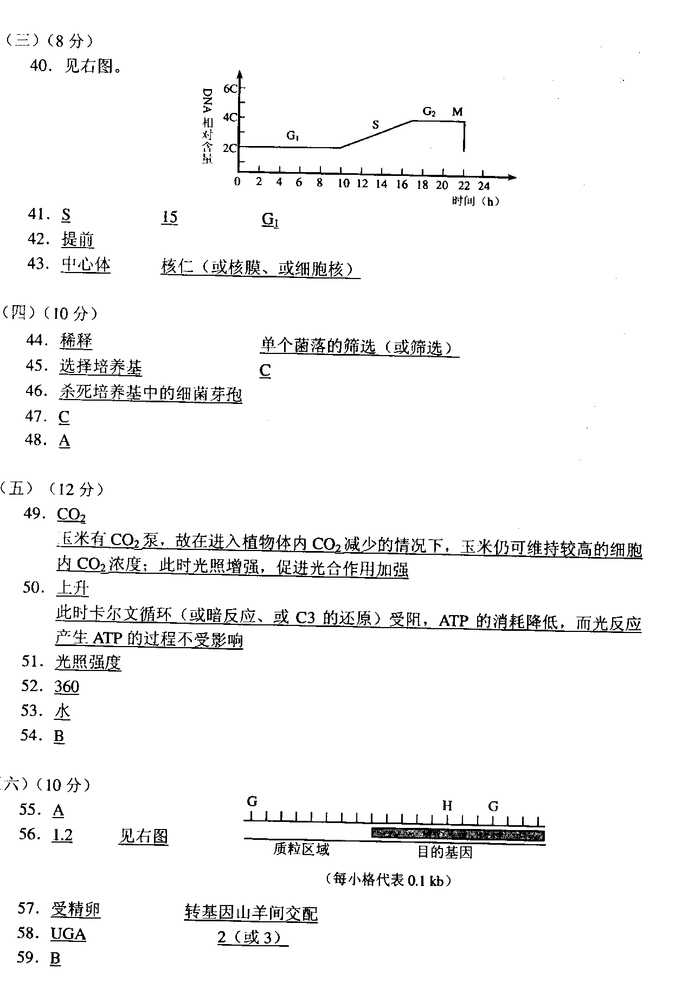 （三）（8 分）
40．见右图。
DNA 相对含量
6C
4C
2C
G₁
S
G₂ M
0 2 4 6 8 10 12 14 16 18 20 22 24
时间（h）
41．S 15 G₁
42．提前
43．中心体 核仁（或核膜、或细胞核）
（四）（10 分）
44．稀释 单个菌落的筛选（或筛选）
45．选择培养基 C
46．杀死培养基中的细菌芽孢
47．C
48．A
（五）（12 分）
49．CO₂
玉米有 CO₂泵，故在进入植物体内 CO₂减少的情况下，玉米仍可维持较高的细胞
内 CO₂浓度；此时光照增强，促进光合作用加强
50．上升
此时卡尔文循环（或暗反应、或 C3 的还原）受阻，ATP 的消耗降低，而光反应
产生 ATP 的过程不受影响
51．光照强度
52．360
53．水
54．B
（六）（10 分）
55．A
56．1.2 见右图
G H G
质粒区域 目的基因
（每小格代表 0.1 kb）
57．受精卵 转基因山羊间交配
58．UGA 2（或 3）
59．B